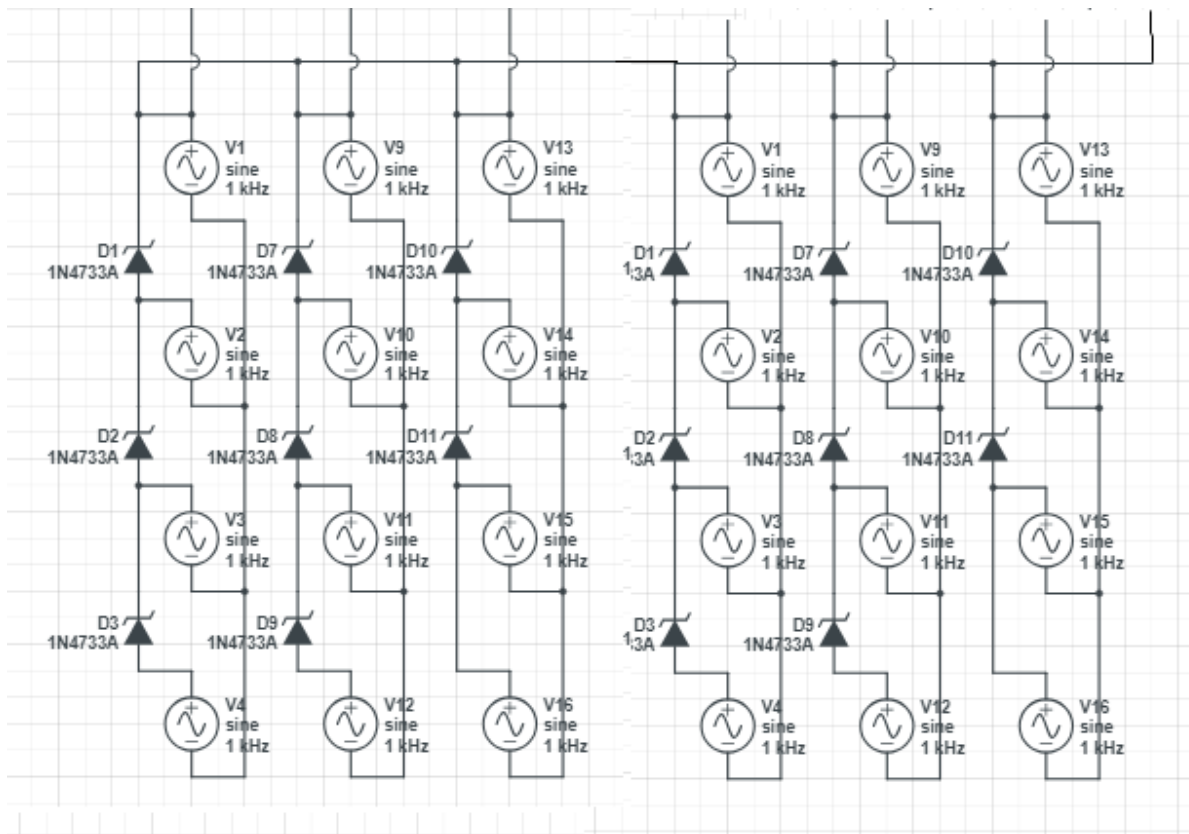 V1
sine
1 kHz
V9
sine
1 kHz
V13
sine
1 kHz
V1
sine
1 kHz
V9
sine
1 kHz
V13
sine
1 kHz
D1
1N4733A
D7
1N4733A
D10
1N4733A
D1
3A
D7
1N4733A
D10
1N4733A
V2
sine
1 kHz
V10
sine
1 kHz
V14
sine
1 kHz
V2
sine
1 kHz
V10
sine
1 kHz
V14
sine
1 kHz
D2
1N4733A
D8
1N4733A
D11
1N4733A
D2
3A
D8
1N4733A
D11
1N4733A
V3
sine
1 kHz
V11
sine
1 kHz
V15
sine
1 kHz
V3
sine
1 kHz
V11
sine
1 kHz
V15
sine
1 kHz
D3
1N4733A
D9
1N4733A
D3
3A
D9
1N4733A
V4
sine
1 kHz
V12
sine
1 kHz
V16
sine
1 kHz
V4
sine
1 kHz
V12
sine
1 kHz
V16
sine
1 kHz